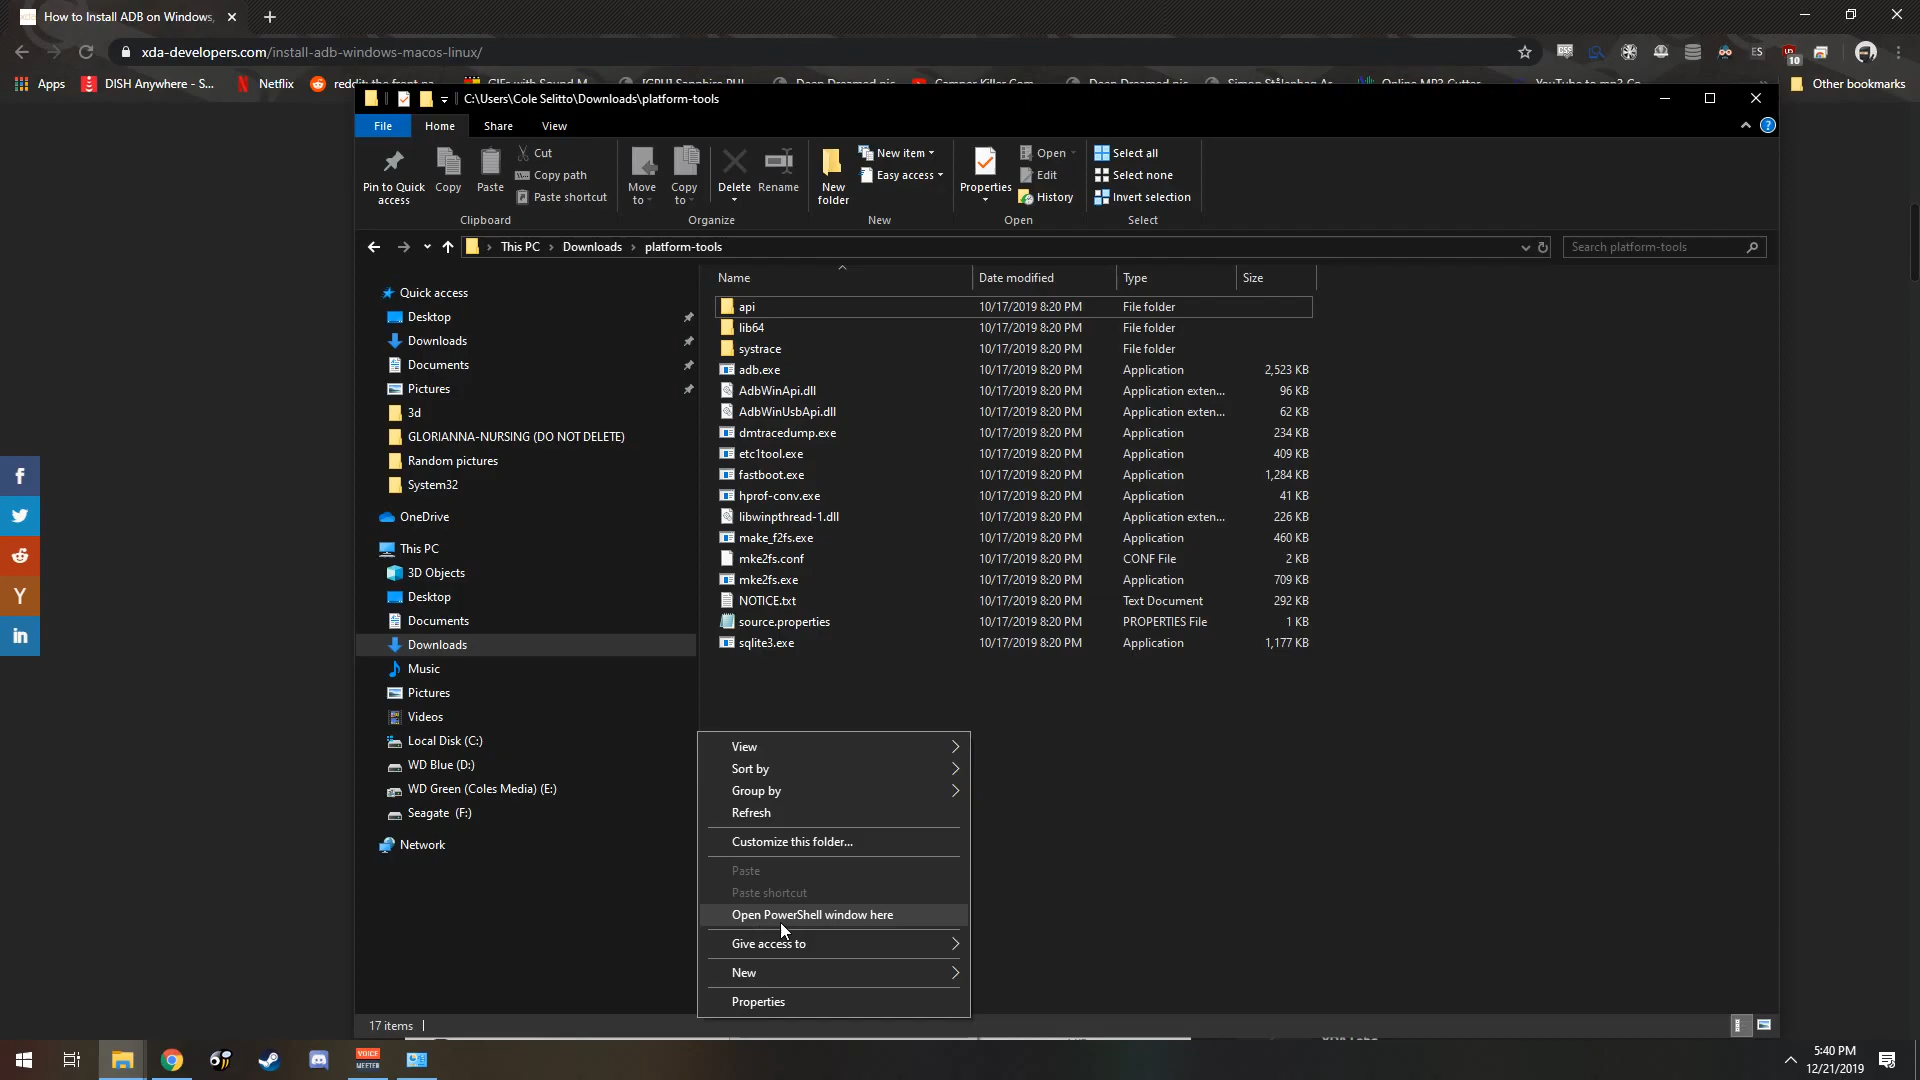 How to Install ADB on Windows,
xda-developers.com/install-adb-windows-macos-linux/
ES
10
Apps
DISH Anywhere - S...
Netflix
Other bookmarks
C:\Users\Cole Selitto\Downloads\platform-tools
File
Home
Share
View
Pin to Quick access
Copy
Paste
Cut
Copy path
Paste shortcut
Clipboard
Move to
Copy to
Delete
Rename
Organize
New folder
New item
Easy access
New
Properties
Open
Edit
History
Open
Select all
Select none
Invert selection
Select
This PC
Downloads
platform-tools
Search platform-tools
Name
Date modified
Type
Size
Quick access
Desktop
Downloads
Documents
Pictures
3d
GLORIANNA-NURSING (DO NOT DELETE)
Random pictures
System32
OneDrive
This PC
3D Objects
Desktop
Documents
Downloads
Music
Pictures
Videos
Local Disk (C:)
WD Blue (D:)
WD Green (Coles Media) (E:)
Seagate (F:)
Network
api 10/17/2019 8:20 PM File folder
lib64 10/17/2019 8:20 PM File folder
systrace 10/17/2019 8:20 PM File folder
adb.exe 10/17/2019 8:20 PM Application 2,523 KB
AdbWinApi.dll 10/17/2019 8:20 PM Application exten... 96 KB
AdbWinUsbApi.dll 10/17/2019 8:20 PM Application exten... 62 KB
dmtracedump.exe 10/17/2019 8:20 PM Application 234 KB
etc1tool.exe 10/17/2019 8:20 PM Application 409 KB
fastboot.exe 10/17/2019 8:20 PM Application 1,284 KB
hprof-conv.exe 10/17/2019 8:20 PM Application 41 KB
libwinpthread-1.dll 10/17/2019 8:20 PM Application exten... 226 KB
make_f2fs.exe 10/17/2019 8:20 PM Application 460 KB
mke2fs.conf 10/17/2019 8:20 PM CONF File 2 KB
mke2fs.exe 10/17/2019 8:20 PM Application 709 KB
NOTICE.txt 10/17/2019 8:20 PM Text Document 292 KB
source.properties 10/17/2019 8:20 PM PROPERTIES File 1 KB
sqlite3.exe 10/17/2019 8:20 PM Application 1,177 KB
View
Sort by
Group by
Refresh
Customize this folder...
Paste
Paste shortcut
Open PowerShell window here
Give access to
New
Properties
17 items
VOICE
MEETER
5:40 PM
12/21/2019